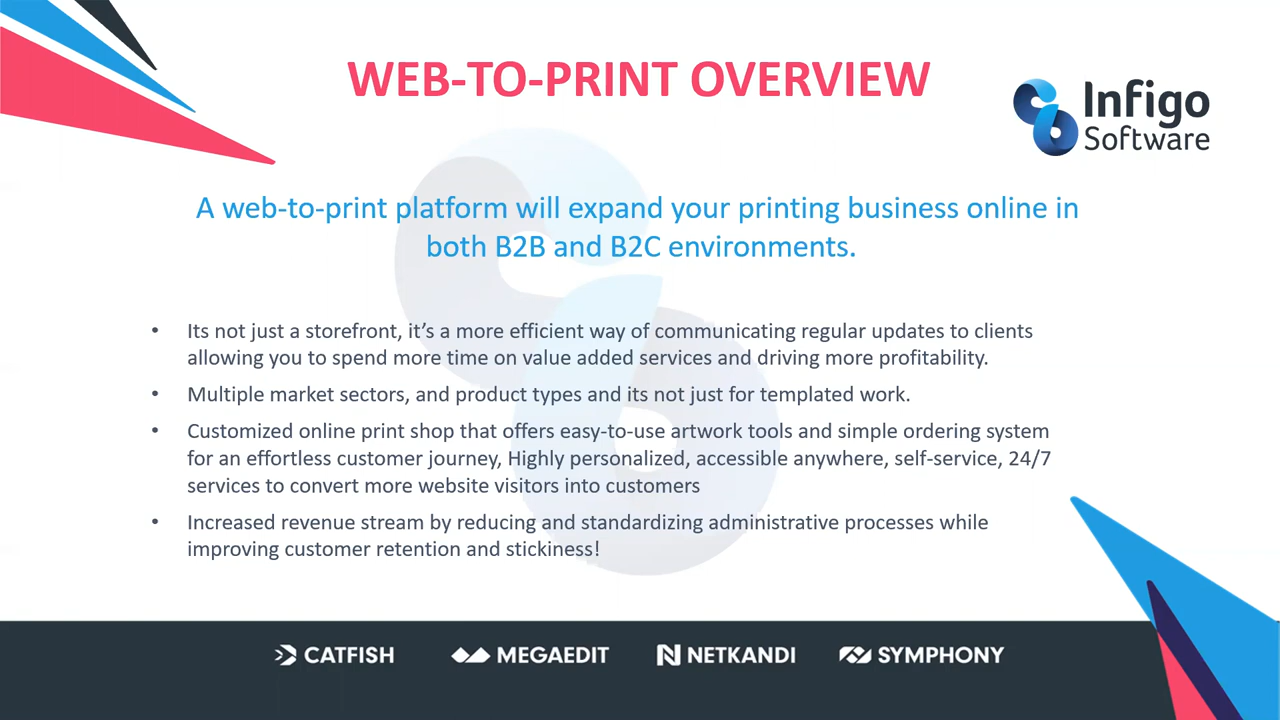 WEB-TO-PRINT OVERVIEW
Infigo
Software
A web-to-print platform will expand your printing business online in
both B2B and B2C environments.
• Its not just a storefront, it’s a more efficient way of communicating regular updates to clients
allowing you to spend more time on value added services and driving more profitability.
• Multiple market sectors, and product types and its not just for templated work.
• Customized online print shop that offers easy-to-use artwork tools and simple ordering system
for an effortless customer journey, Highly personalized, accessible anywhere, self-service, 24/7
services to convert more website visitors into customers
• Increased revenue stream by reducing and standardizing administrative processes while
improving customer retention and stickiness!
CATFISH MEGAEDIT NETKANDI SYMPHONY